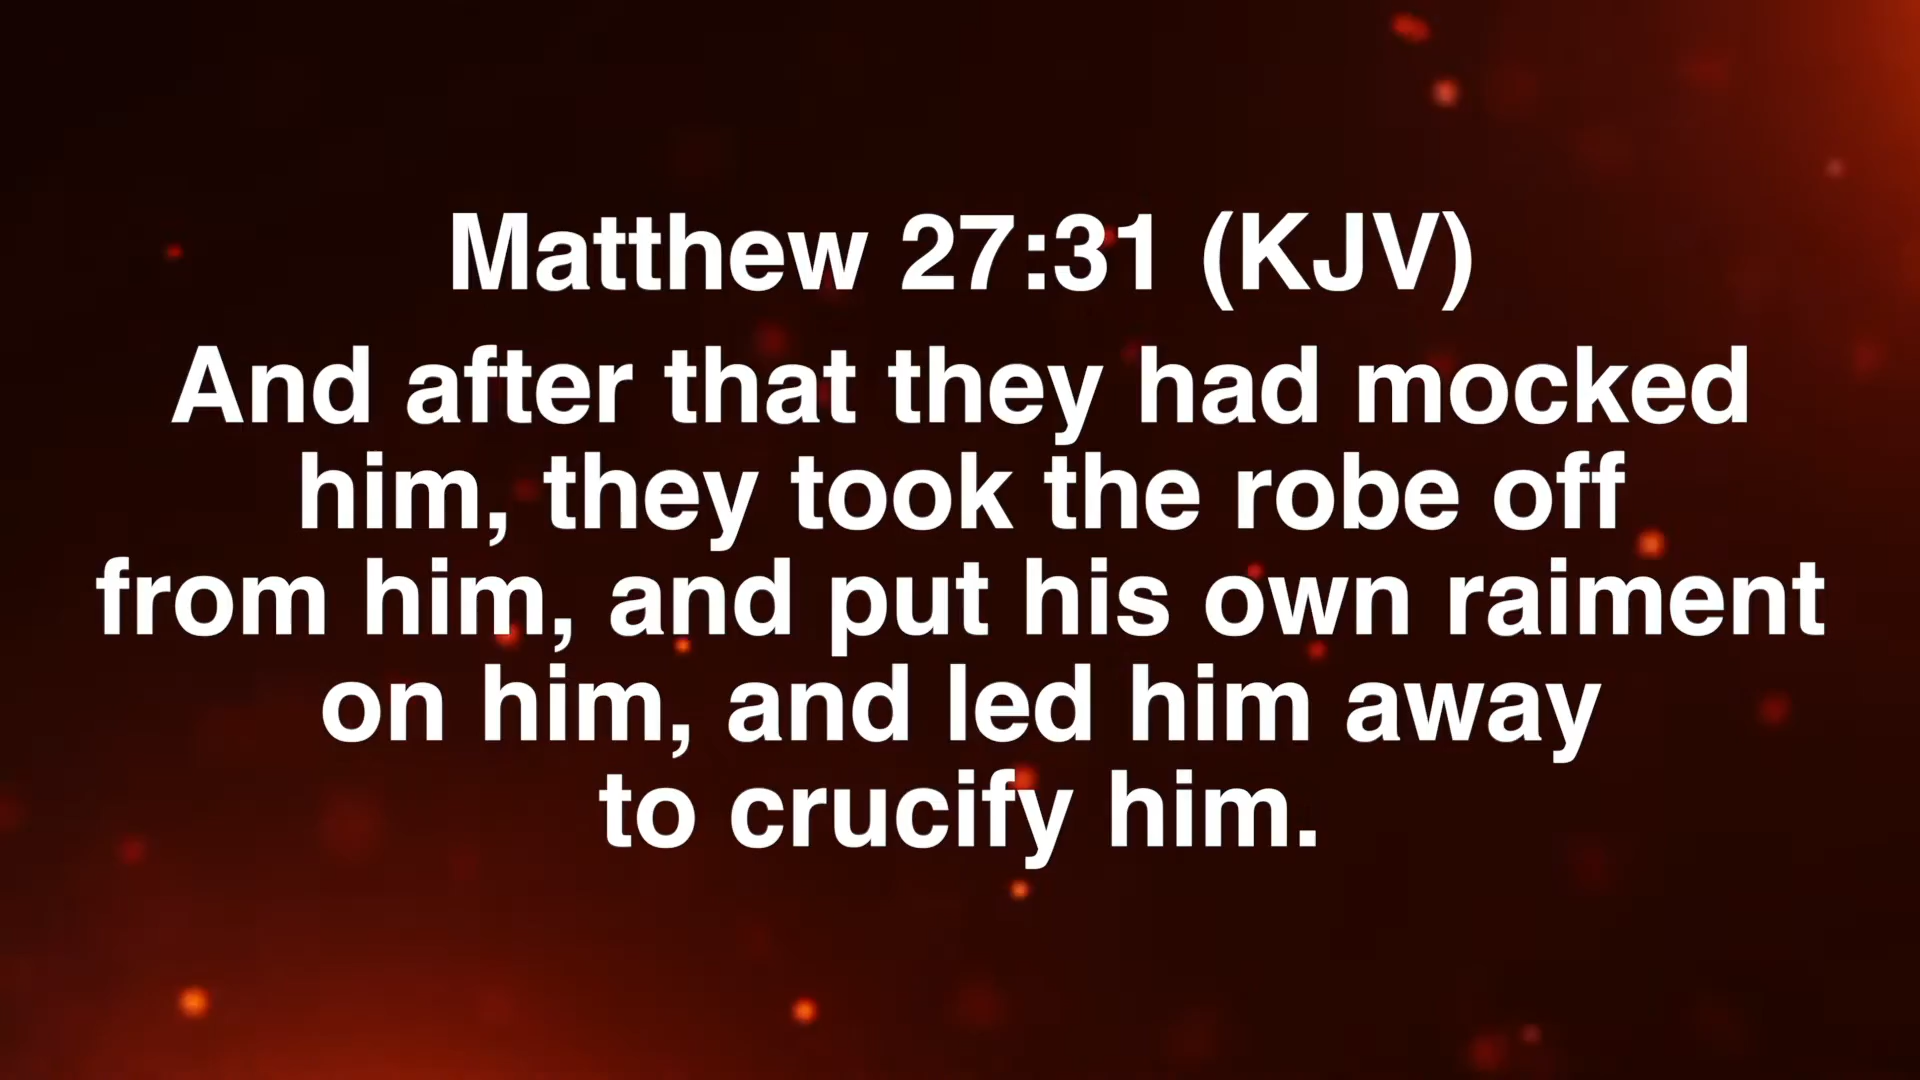 Matthew 27:31 (KJV)
And after that they had mocked
him, they took the robe off
from him, and put his own raiment
on him, and led him away
to crucify him.